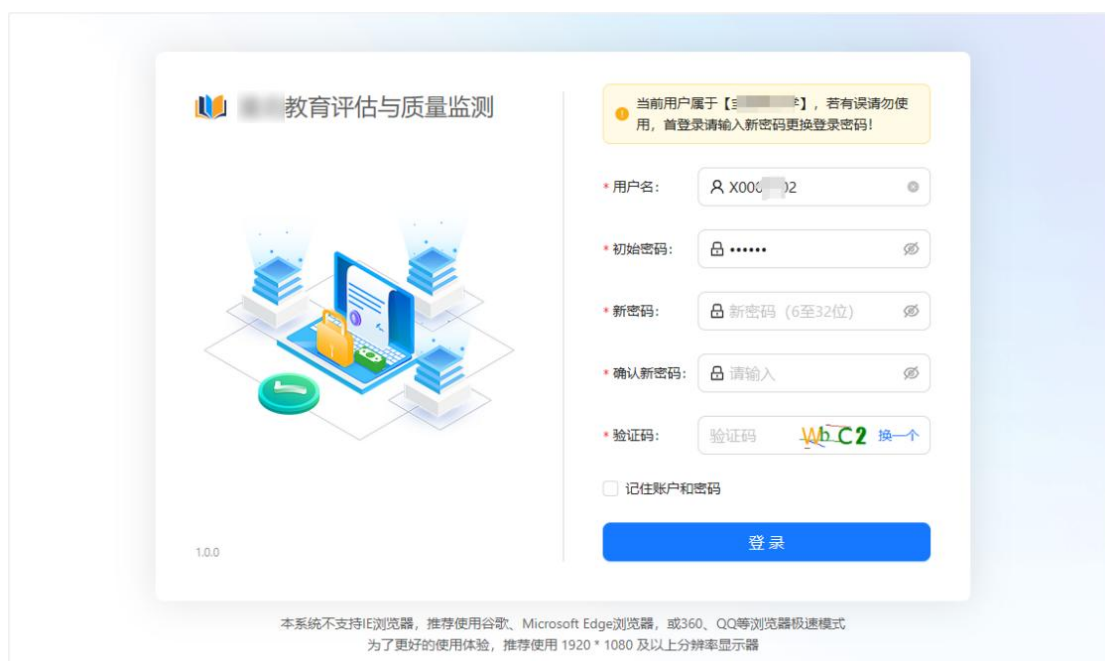 教育评估与质量监测
当前用户属于【
】，若有误请勿使
用，首登录请输入新密码更换登录密码！
* 用户名：
X000
02
* 初始密码：
••••••
* 新密码：
新密码（6至32位）
* 确认新密码：
请输入
* 验证码：
验证码
WbC2
换一个
记住账户和密码
登 录
1.0.0
本系统不支持IE浏览器，推荐使用谷歌、Microsoft Edge浏览器，或360、QQ等浏览器极速模式
为了更好的使用体验，推荐使用 1920 * 1080 及以上分辨率显示器